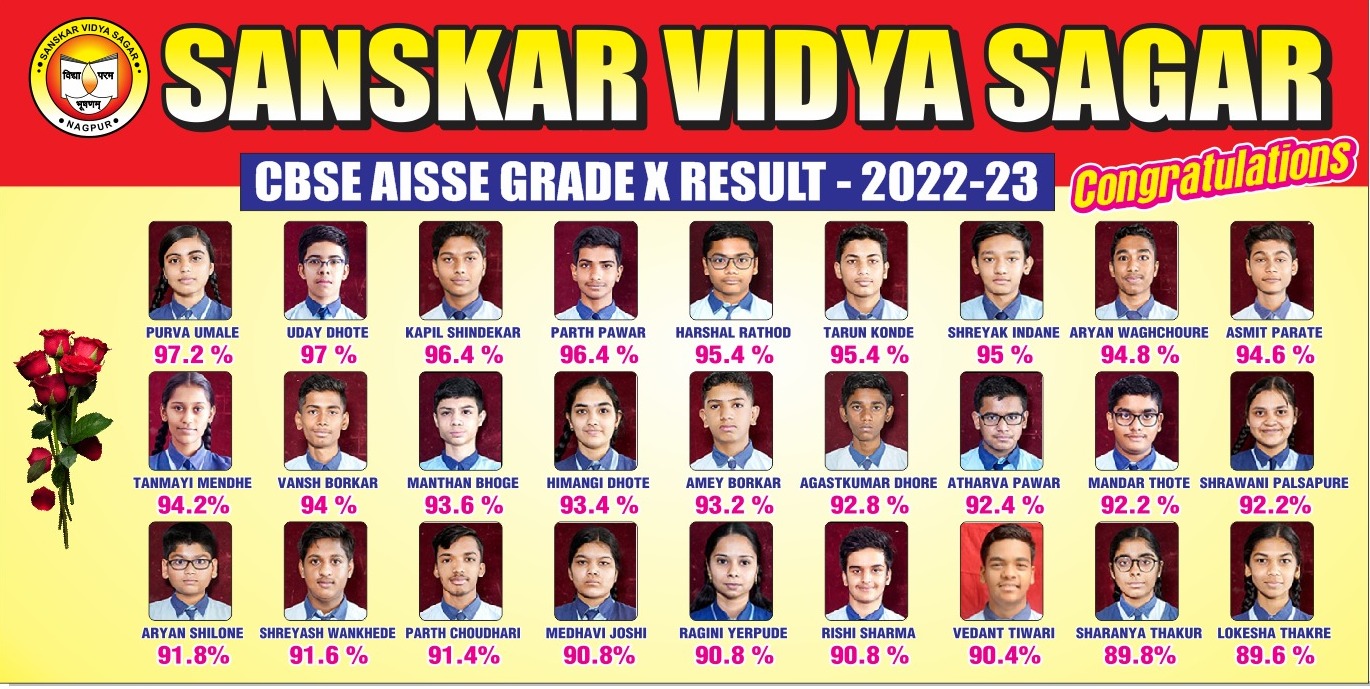 SANSKAR VIDYA SAGAR
विद्या परम
भूषणम्
NAGPUR
SANSKAR VIDYA SAGAR
CBSE AISSE GRADE X RESULT - 2022-23
Congratulations
PURVA UMALE UDAY DHOTE KAPIL SHINDEKAR PARTH PAWAR HARSHAL RATHOD TARUN KONDE SHREYAK INDANE ARYAN WAGHCHOURE ASMIT PARATE
97.2 % 97 % 96.4 % 96.4 % 95.4 % 95.4 % 95 % 94.8 % 94.6 %
TANMAYI MENDHE VANSH BORKAR MANTHAN BHOGE HIMANGI DHOTE AMEY BORKAR AGASTKUMAR DHORE ATHARVA PAWAR MANDAR THOTE SHRAWANI PALSAPURE
94.2% 94 % 93.6 % 93.4 % 93.2 % 92.8 % 92.4 % 92.2 % 92.2%
ARYAN SHILONE SHREYASH WANKHEDE PARTH CHOUDHARI MEDHAVI JOSHI RAGINI YERPUDE RISHI SHARMA VEDANT TIWARI SHARANYA THAKUR LOKESHA THAKRE
91.8% 91.6 % 91.4% 90.8% 90.8 % 90.8 % 90.4% 89.8% 89.6 %